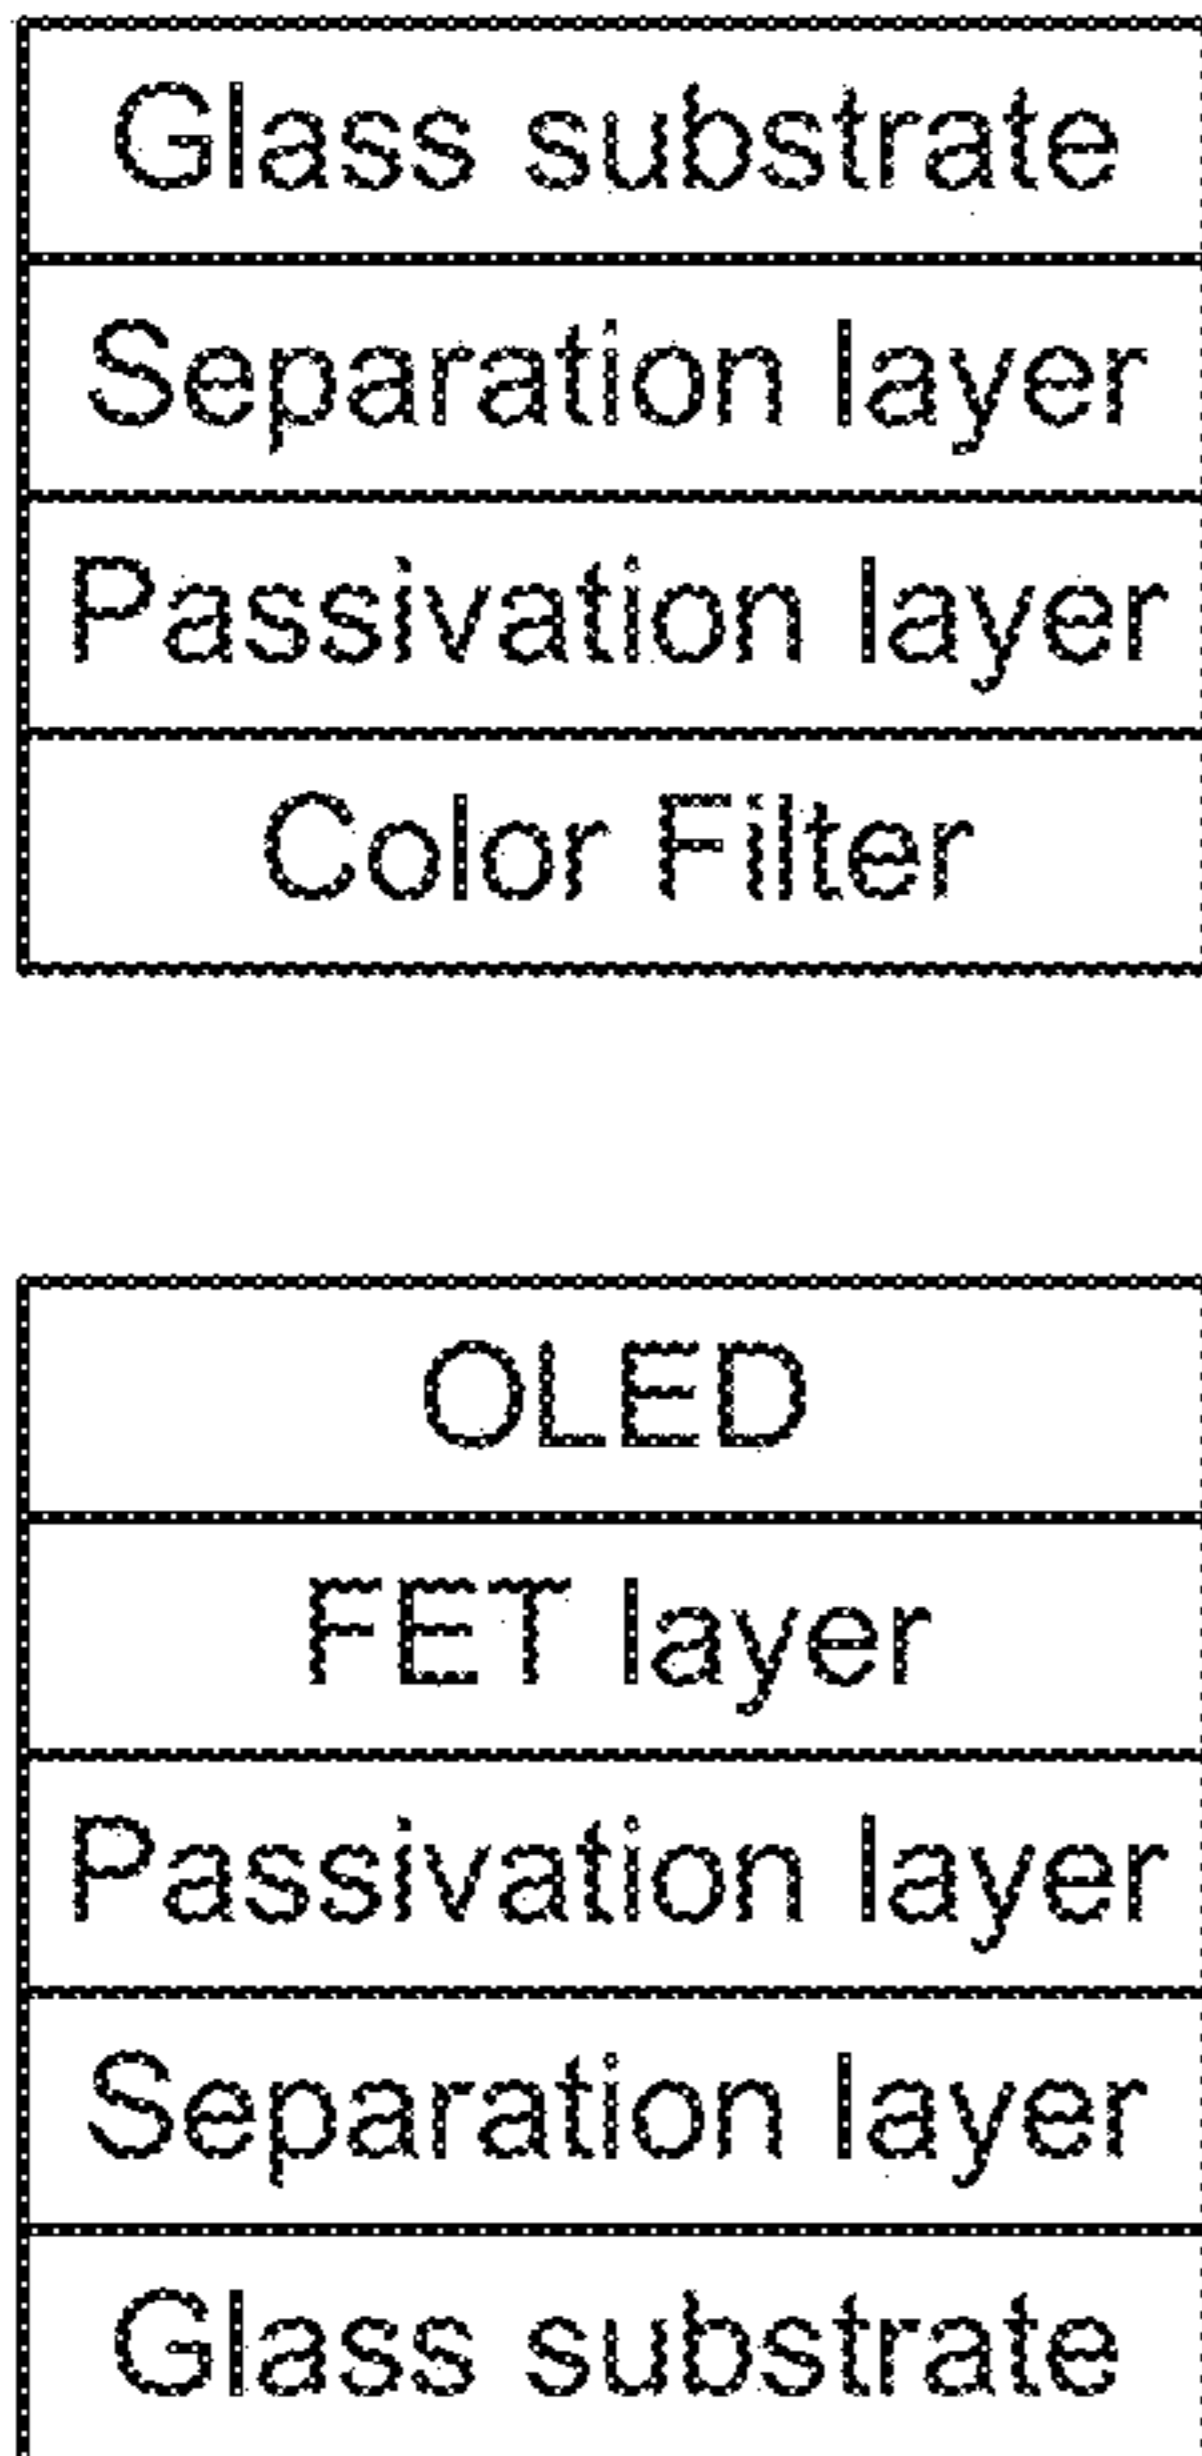 Glass substrate
Separation layer
Passivation layer
Color Filter
OLED
FET layer
Passivation layer
Separation layer
Glass substrate